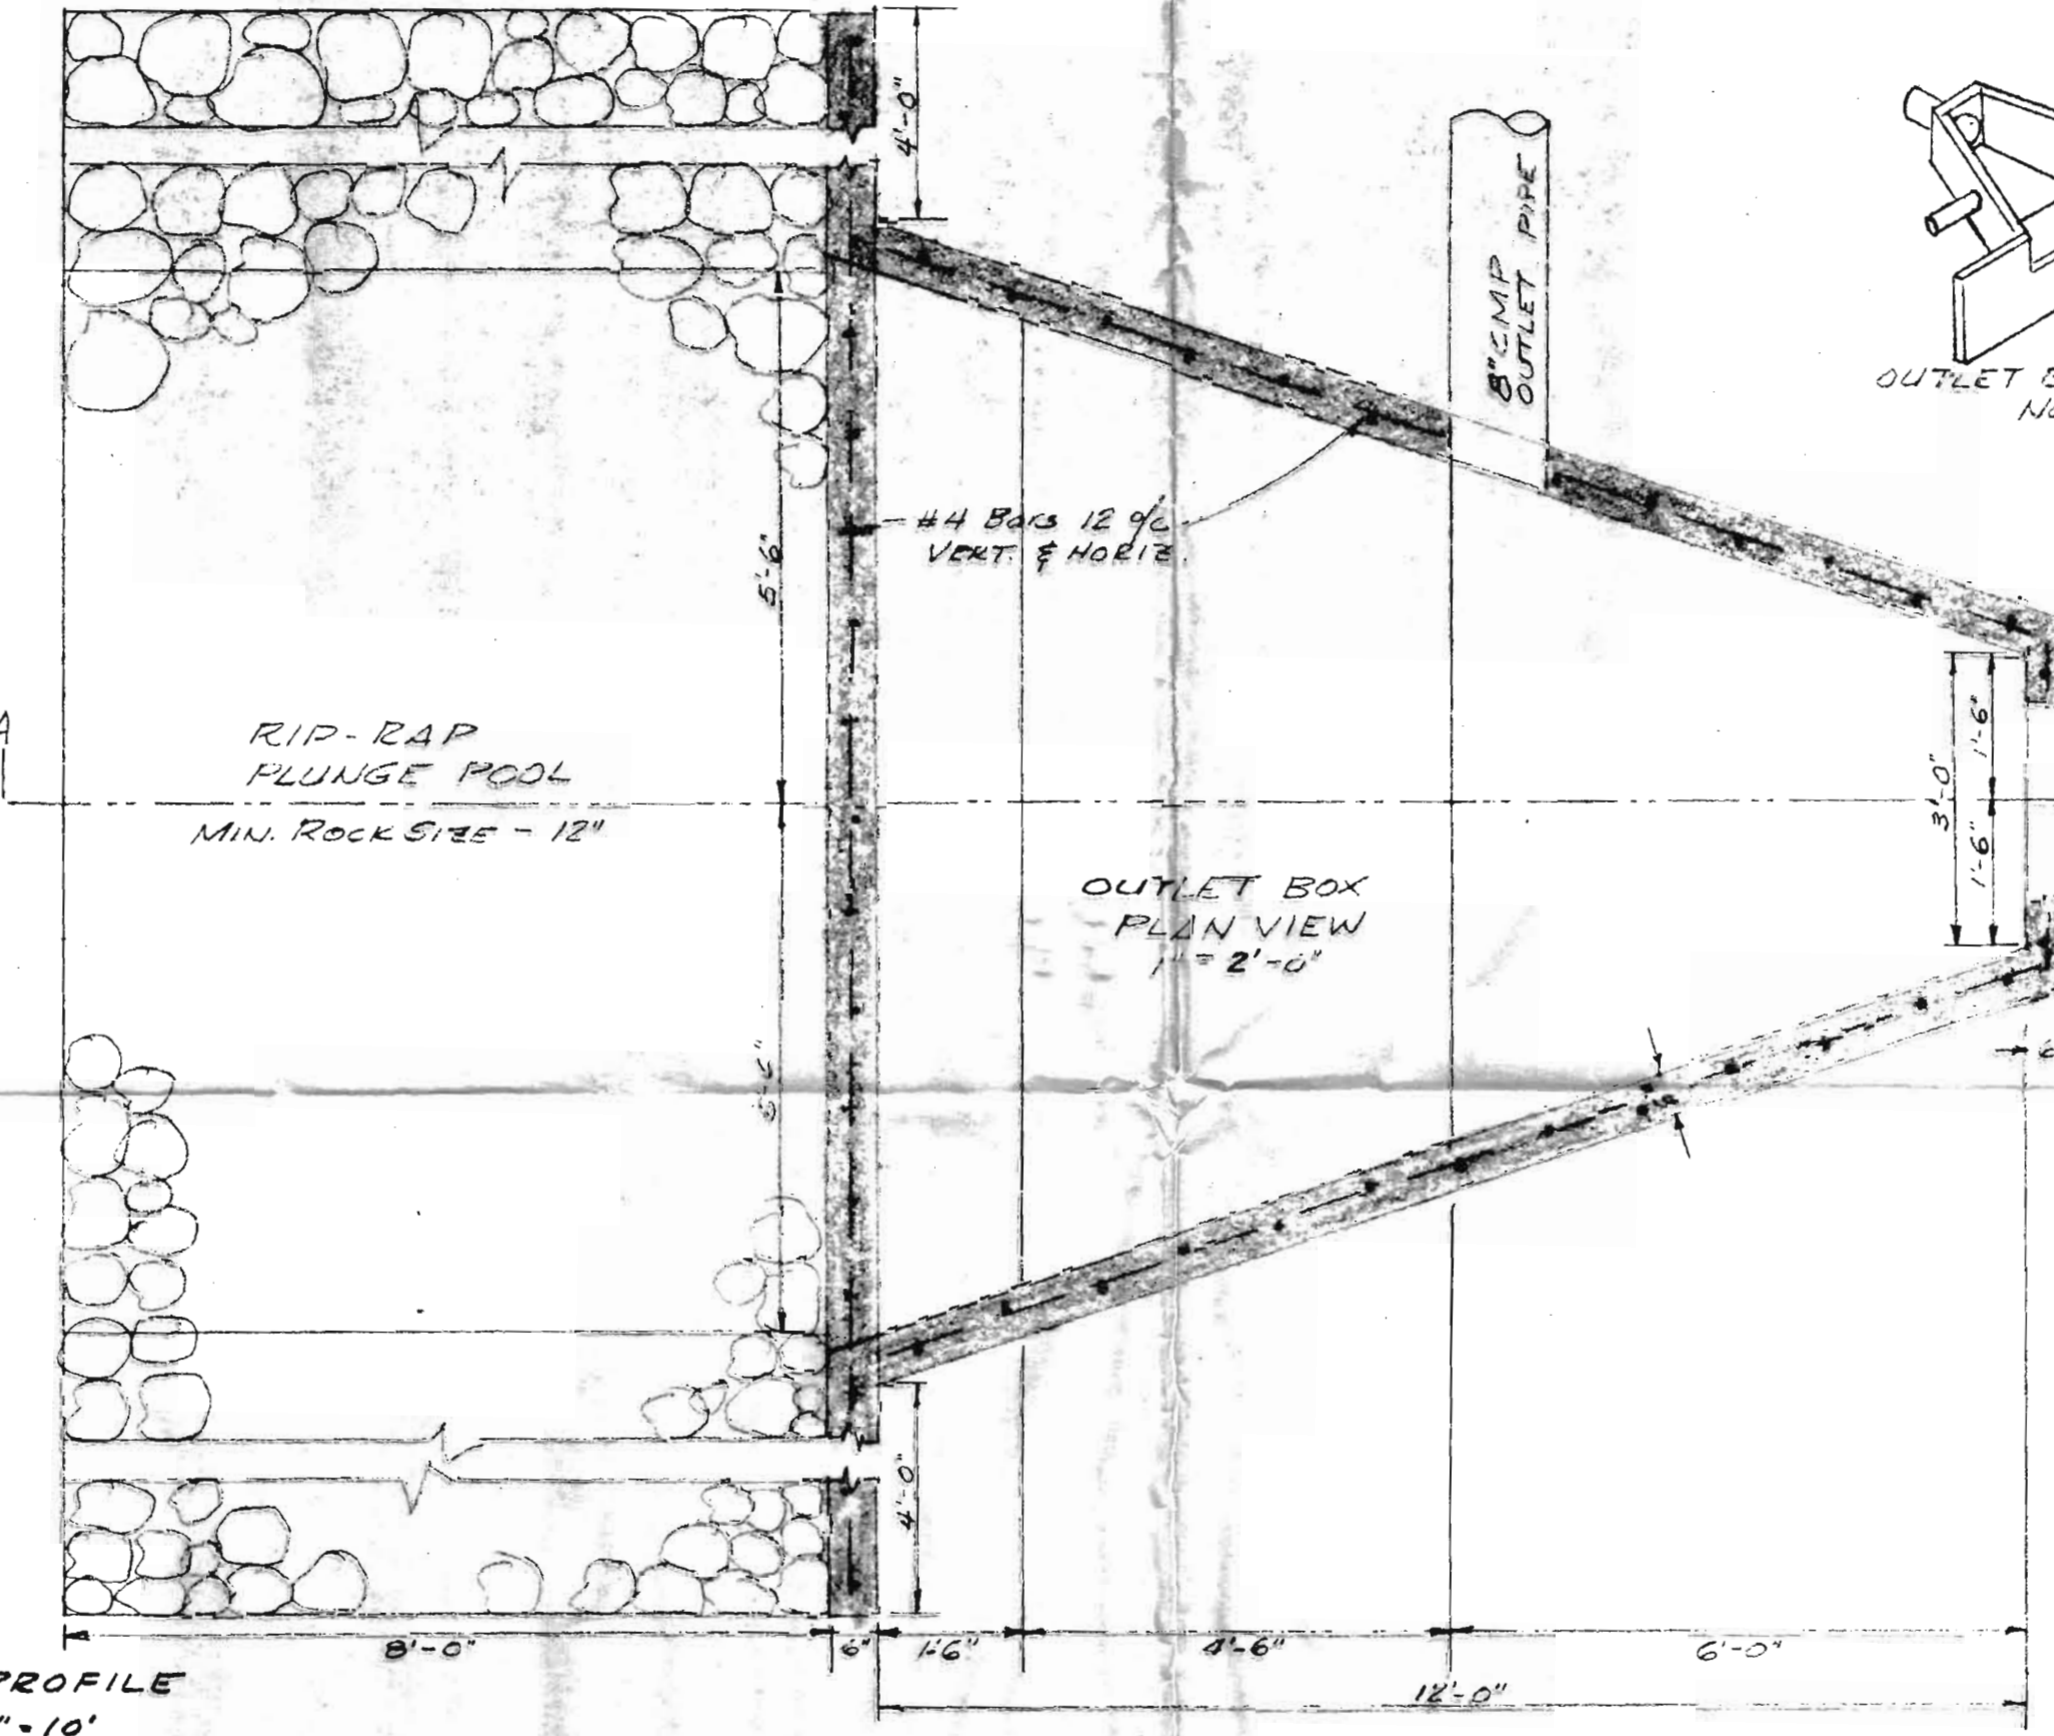 4'-0"
8" CMP
OUTLET PIPE
OUTLET
#4 Bars 12 o/c
VERT. & HORIZ.
5'-6"
A
RIP-RAP
PLUNGE POOL
MIN. ROCK SIZE - 12"
3'-0"
1'-6"
1'-6"
OUTLET BOX
PLAN VIEW
1" = 2'-0"
4'-0"
8'-0"
6"
1'-6"
4'-6"
6'-0"
12'-0"
PROFILE
" = 10'